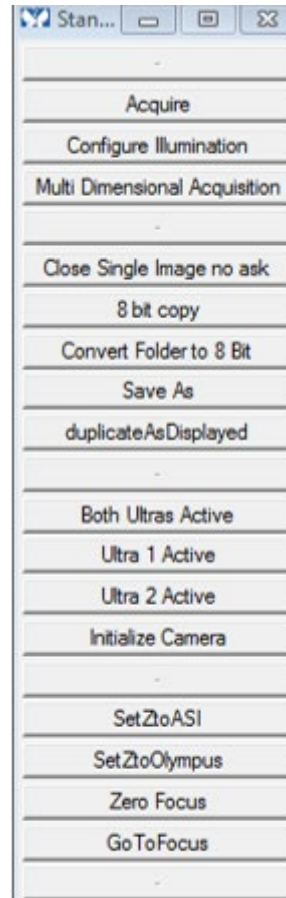 Stan...
-
Acquire
Configure Illumination
Multi Dimensional Acquisition
-
Close Single Image no ask
8 bit copy
Convert Folder to 8 Bit
Save As
duplicateAsDisplayed
-
Both Ultras Active
Ultra 1 Active
Ultra 2 Active
Initialize Camera
-
SetZtoASI
SetZtoOlympus
Zero Focus
GoToFocus
-